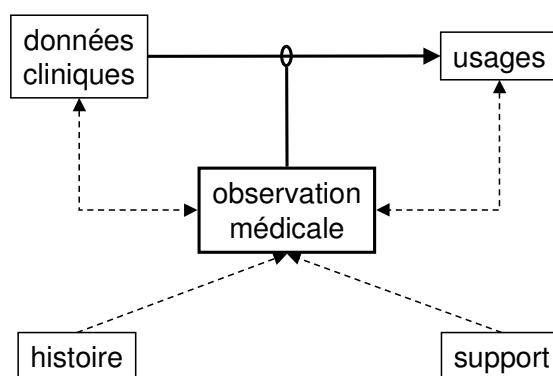 données
cliniques
usages
observation
médicale
histoire
support